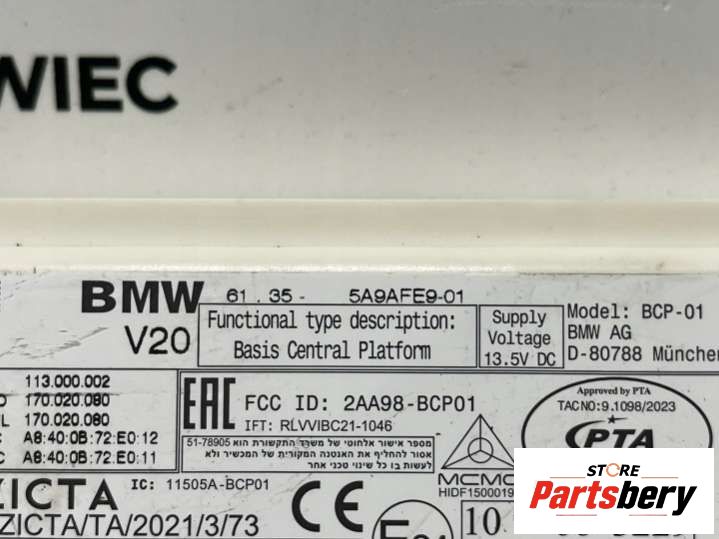 WIEC
BMW 61 . 35 - 5A9AFE9-01
V20
Functional type description:
Basis Central Platform
Supply
Voltage
13.5V DC
Model: BCP-01
BMW AG
D-80788 München
113.000.002
170.020.080
170.020.080
A8:40:0B:72:E0:12
A8:40:0B:72:E0:11
EAC FCC ID: 2AA98-BCP01
IFT: RLVVIBC21-1046
מספר אישור אלחוטי של משרד התקשורת הוא 51-78905
אסור להחליף את האנטנה המקורית של המכשיר ולא
לעשות בו כל שינוי טכני אחר
MCMC
Approved by PTA
TAC NO: 9.1098/2023
PTA
ZICTA IC: 11505A-BCP01
ZICTA/TA/2021/3/73
CE
10
STORE
Partsbery